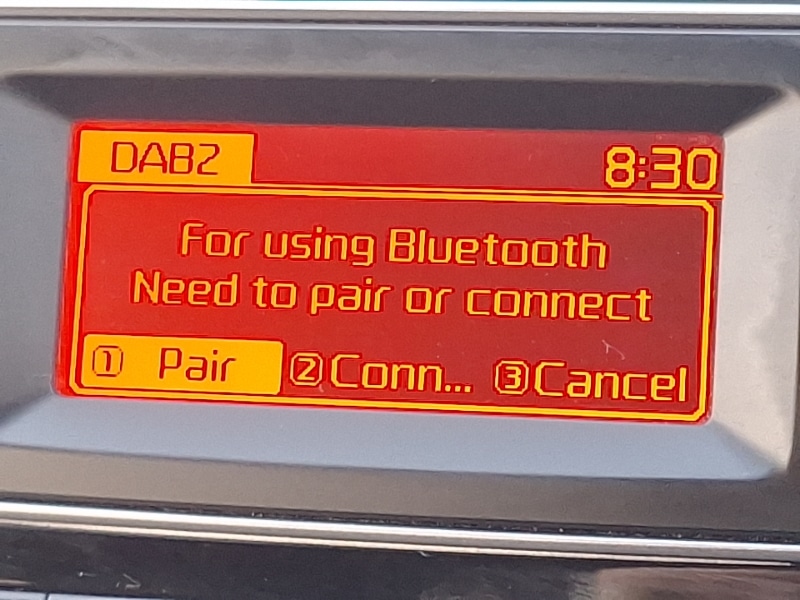 DAB2 8:30
For using Bluetooth
Need to pair or connect
① Pair ②Conn... ③Cancel